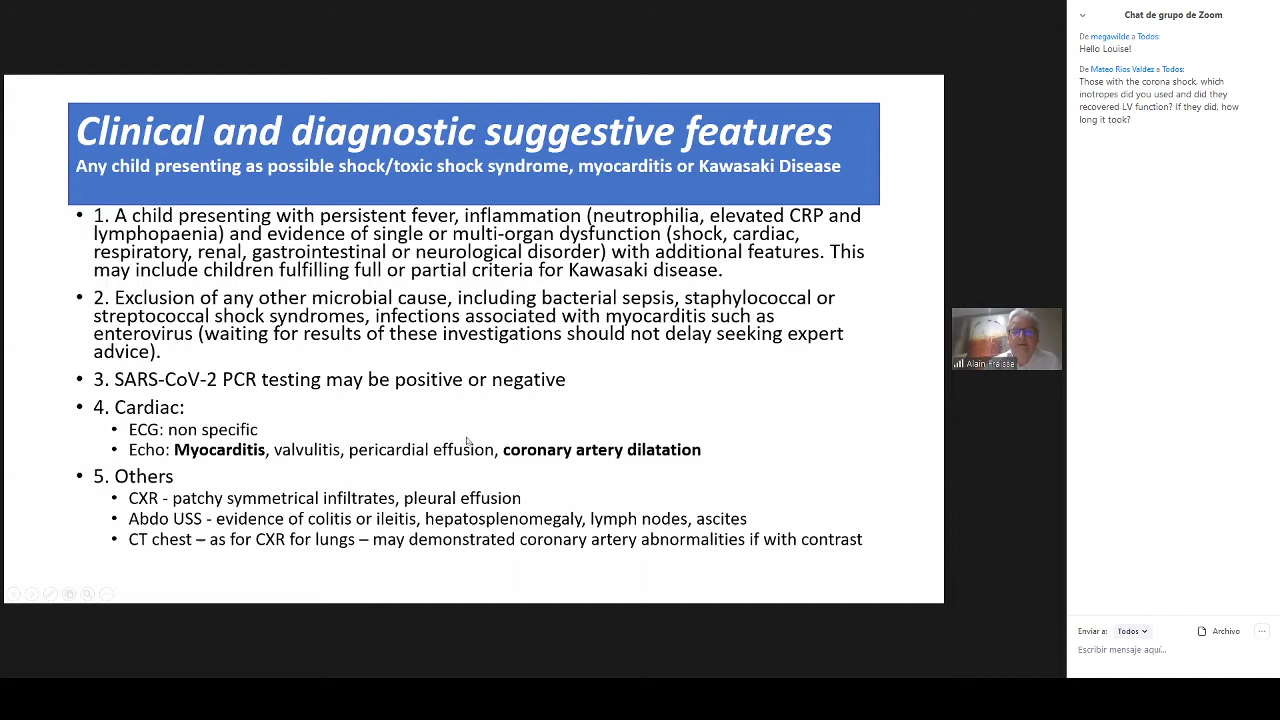 Clinical and diagnostic suggestive features
Any child presenting as possible shock/toxic shock syndrome, myocarditis or Kawasaki Disease
• 1. A child presenting with persistent fever, inflammation (neutrophilia, elevated CRP and
lymphopaenia) and evidence of single or multi-organ dysfunction (shock, cardiac,
respiratory, renal, gastrointestinal or neurological disorder) with additional features. This
may include children fulfilling full or partial criteria for Kawasaki disease.
• 2. Exclusion of any other microbial cause, including bacterial sepsis, staphylococcal or
streptococcal shock syndromes, infections associated with myocarditis such as
enterovirus (waiting for results of these investigations should not delay seeking expert
advice).
• 3. SARS-CoV-2 PCR testing may be positive or negative
• 4. Cardiac:
• ECG: non specific
• Echo: Myocarditis, valvulitis, pericardial effusion, coronary artery dilatation
• 5. Others
• CXR - patchy symmetrical infiltrates, pleural effusion
• Abdo USS - evidence of colitis or ileitis, hepatosplenomegaly, lymph nodes, ascites
• CT chest – as for CXR for lungs – may demonstrated coronary artery abnormalities if with contrast
Alain Fraisse
Chat de grupo de Zoom
De megawilde a Todos:
Hello Louise!
De Mateo Rios Valdez a Todos:
Those with the corona shock, which
inotropes did you used and did they
recovered LV function? If they did, how
long it took?
Enviar a: Todos
Archivo
Escribir mensaje aquí...